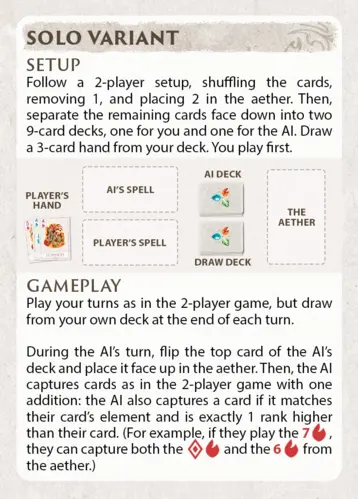 SOLO VARIANT
SETUP
Follow a 2-player setup, shuffling the cards,
removing 1, and placing 2 in the aether. Then,
separate the remaining cards face down into two
9-card decks, one for you and one for the AI. Draw
a 3-card hand from your deck. You play first.
PLAYER'S
HAND
AI'S SPELL
PLAYER'S SPELL
AI DECK
DRAW DECK
THE
AETHER
GAMEPLAY
Play your turns as in the 2-player game, but draw
from your own deck at the end of each turn.
During the AI's turn, flip the top card of the AI's
deck and place it face up in the aether. Then, the AI
captures cards as in the 2-player game with one
addition: the AI also captures a card if it matches
their card's element and is exactly 1 rank higher
than their card. (For example, if they play the 7 ,
they can capture both the and the 6 from
the aether.)